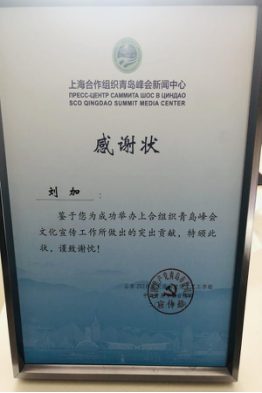 上海合作组织青岛峰会新闻中心
ПРЕСС-ЦЕНТР САММИТА ШОС В ЦИНДАО
SCO QINGDAO SUMMIT MEDIA CENTER
感谢状
刘加：
鉴于您为成功举办上合组织青岛峰会
文化宣传工作所做出的突出贡献，特颁此
状，谨致谢忱！
宣传部